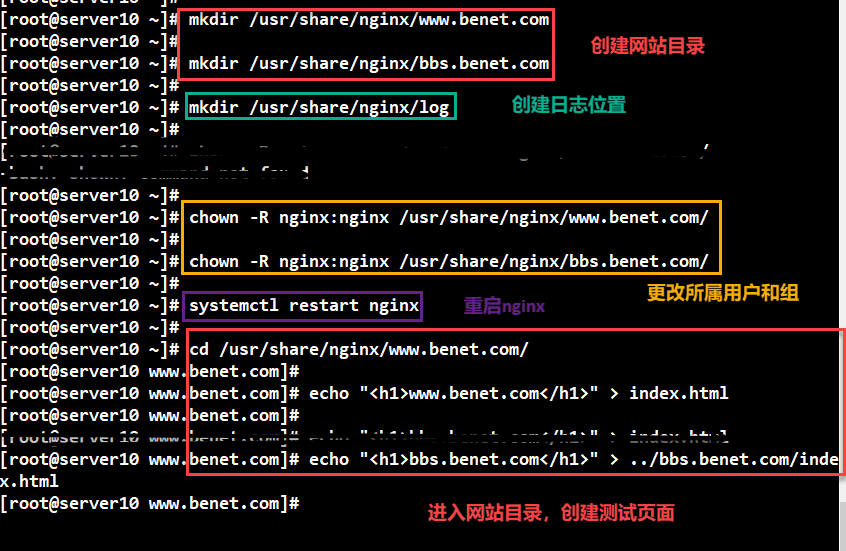 [root@server10 ~]# mkdir /usr/share/nginx/www.benet.com
[root@server10 ~]#
创建网站目录
[root@server10 ~]# mkdir /usr/share/nginx/bbs.benet.com
[root@server10 ~]#
[root@server10 ~]# mkdir /usr/share/nginx/log
创建日志位置
[root@server10 ~]#
[root@server10
[root@server10 ~]#
[root@server10 ~]# chown -R nginx:nginx /usr/share/nginx/www.benet.com/
[root@server10 ~]#
[root@server10 ~]# chown -R nginx:nginx /usr/share/nginx/bbs.benet.com/
[root@server10 ~]#
更改所属用户和组
[root@server10 ~]# systemctl restart nginx
重启nginx
[root@server10 ~]#
[root@server10 ~]# cd /usr/share/nginx/www.benet.com/
[root@server10 www.benet.com]#
[root@server10 www.benet.com]# echo "<h1>www.benet.com</h1>" > index.html
[root@server10 www.benet.com]#
[root@server10 www.benet.com]# echo "<h1>bbs.benet.com</h1>" > ../bbs.benet.com/inde
x.html
[root@server10 www.benet.com]#
进入网站目录，创建测试页面